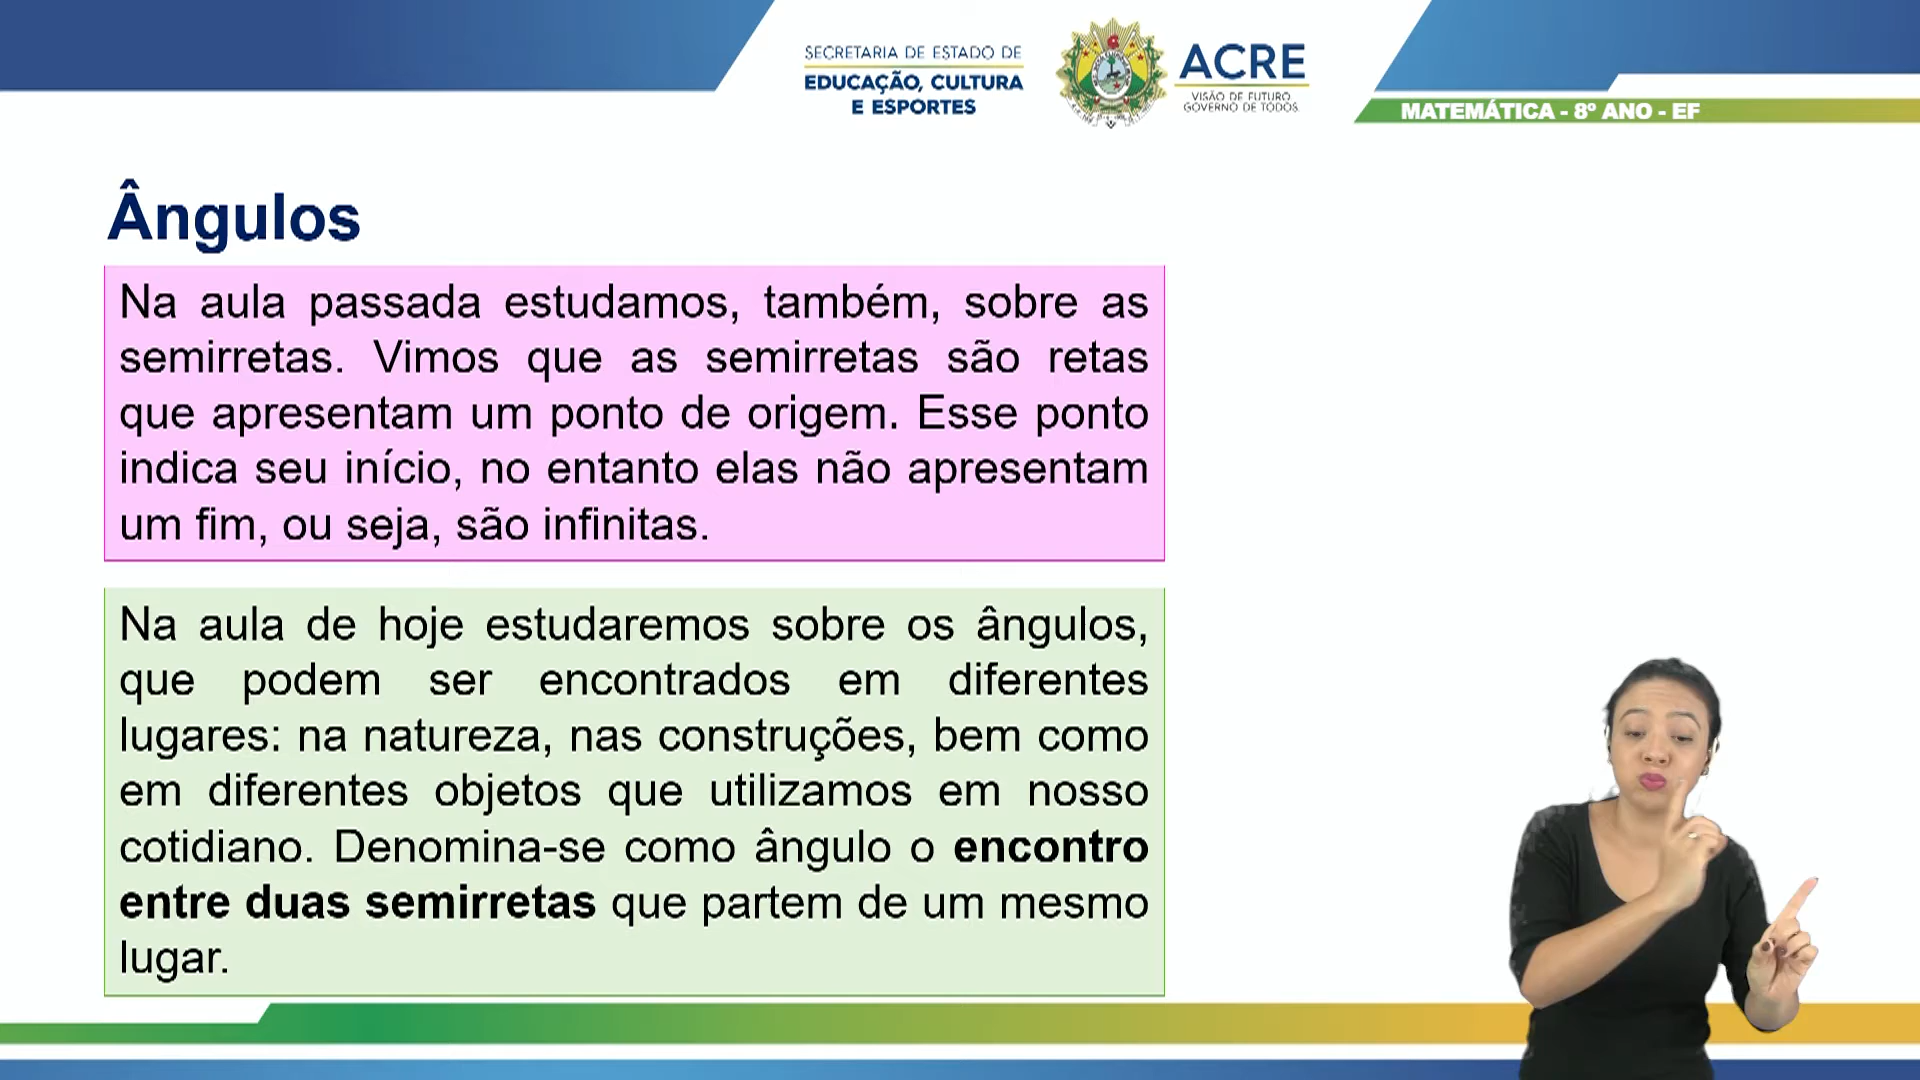 SECRETARIA DE ESTADO DE
EDUCAÇÃO, CULTURA
E ESPORTES
ACRE
VISÃO DE FUTURO
GOVERNO DE TODOS
MATEMÁTICA - 8º ANO - EF
Ângulos
Na aula passada estudamos, também, sobre as
semirretas. Vimos que as semirretas são retas
que apresentam um ponto de origem. Esse ponto
indica seu início, no entanto elas não apresentam
um fim, ou seja, são infinitas.
Na aula de hoje estudaremos sobre os ângulos,
que podem ser encontrados em diferentes
lugares: na natureza, nas construções, bem como
em diferentes objetos que utilizamos em nosso
cotidiano. Denomina-se como ângulo o encontro
entre duas semirretas que partem de um mesmo
lugar.